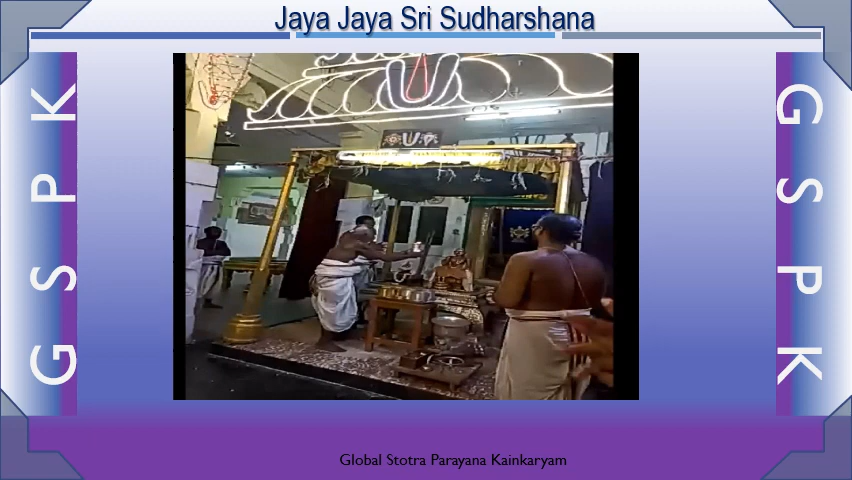 Jaya Jaya Sri Sudharshana
G S P K
G S P K
Global Stotra Parayana Kainkaryam